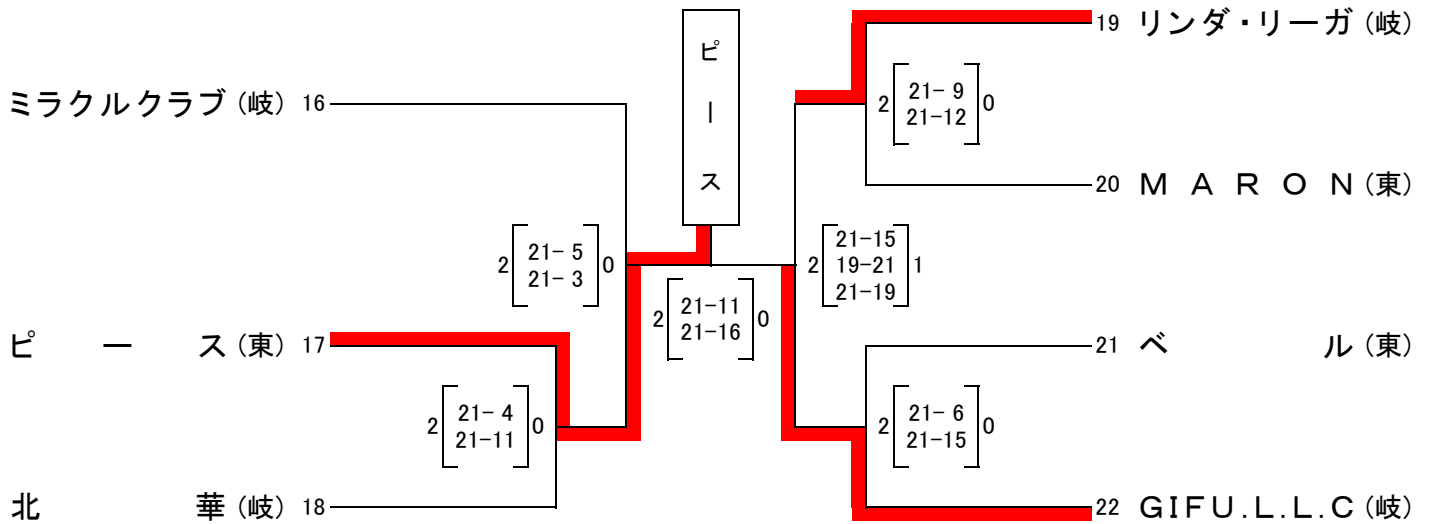 ピース
ミラクルクラブ (岐) 16
2 [21- 5 21- 3] 0
ピース (東) 17
2 [21- 4 21-11] 0
北華 (岐) 18
2 [21-11 21-16] 0
19 リンダ・リーガ (岐)
2 [21- 9 21-12] 0
20 MARON (東)
2 [21-15 19-21 21-19] 1
21 ベル (東)
2 [21- 6 21-15] 0
22 GIFU.L.L.C (岐)